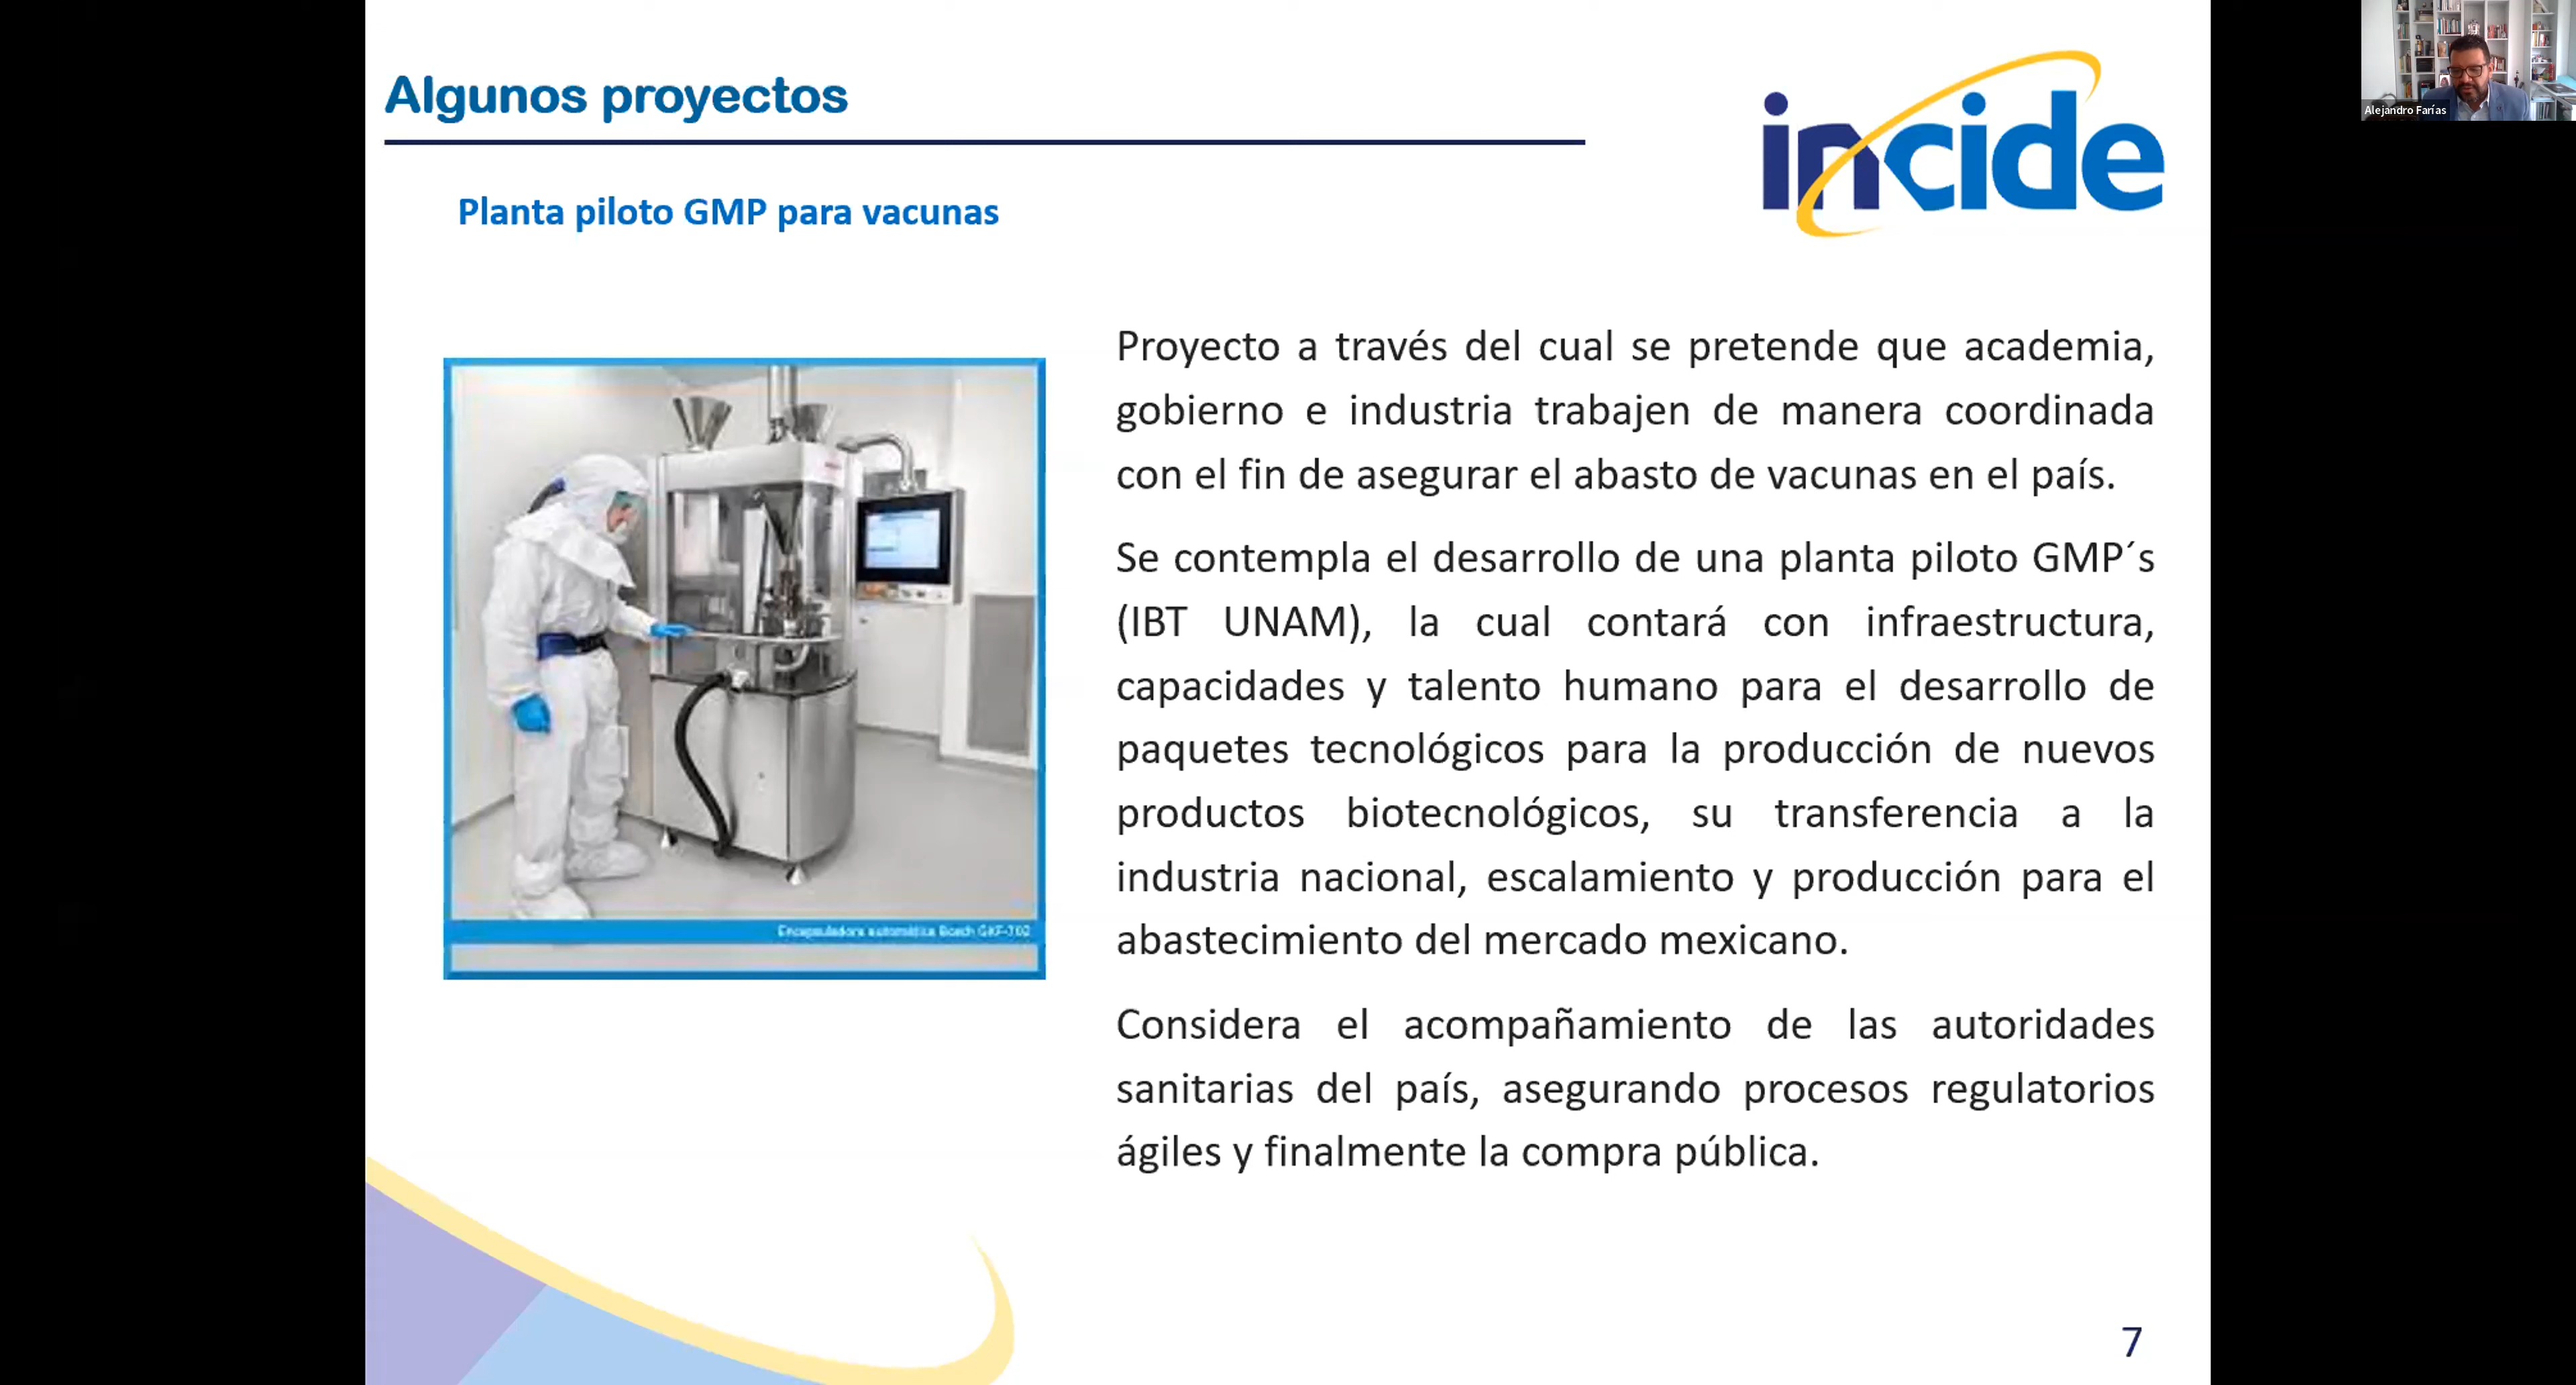 Algunos proyectos
incide
Alejandro Farías
Planta piloto GMP para vacunas
Proyecto a través del cual se pretende que academia,
gobierno e industria trabajen de manera coordinada
con el fin de asegurar el abasto de vacunas en el país.
Se contempla el desarrollo de una planta piloto GMP´s
(IBT UNAM), la cual contará con infraestructura,
capacidades y talento humano para el desarrollo de
paquetes tecnológicos para la producción de nuevos
productos biotecnológicos, su transferencia a la
industria nacional, escalamiento y producción para el
abastecimiento del mercado mexicano.
Considera el acompañamiento de las autoridades
sanitarias del país, asegurando procesos regulatorios
ágiles y finalmente la compra pública.
Encapsuladora automática Bosch GKF-702
7